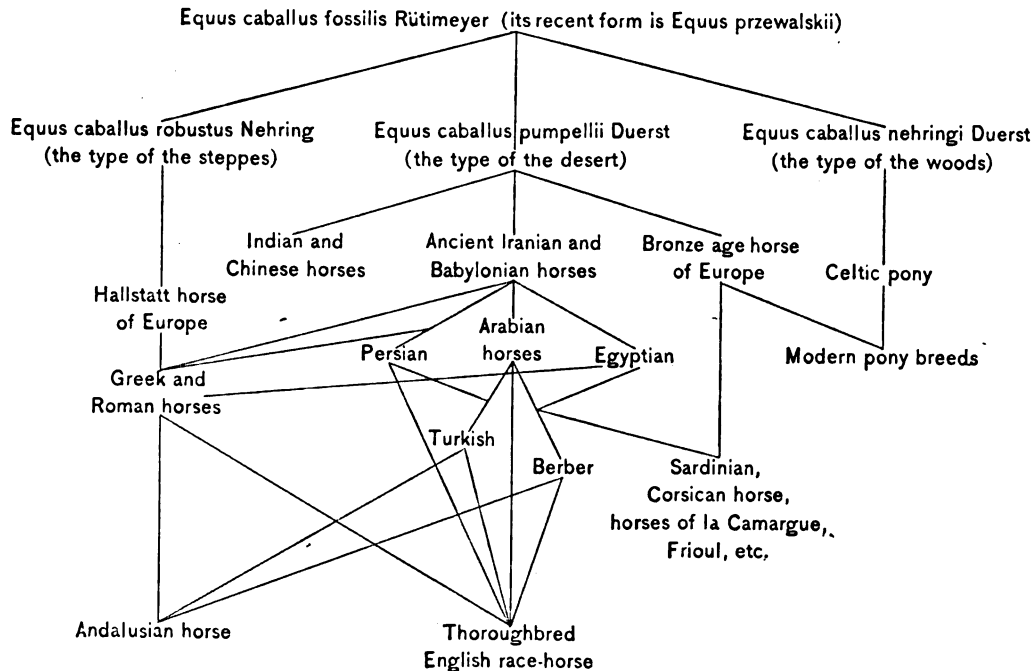 Equus caballus fossilis Rütimeyer (its recent form is Equus przewalskii)
Equus caballus robustus Nehring
(the type of the steppes)
Equus caballus pumpellii Duerst
(the type of the desert)
Equus caballus nehringi Duerst
(the type of the woods)
Indian and
Chinese horses
Ancient Iranian and
Babylonian horses
Bronze age horse
of Europe
Celtic pony
Hallstatt horse
of Europe
Persian
Arabian
horses
Egyptian
Modern pony breeds
Greek and
Roman horses
Turkish
Berber
Sardinian,
Corsican horse,
horses of la Camargue,
Frioul, etc.
Andalusian horse
Thoroughbred
English race-horse